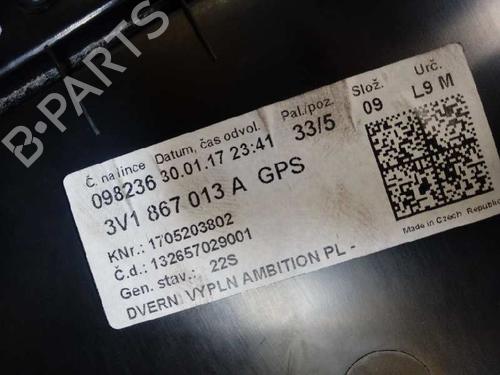 B-PARTS
Č. na lince Datum, čas odvol. Pal./poz. Slož. Urč.
098236 30.01.17 23:41 33/5 09 L9 M
3V1 867 013 A GPS
KNr.: 1705203802
Č.d.: 132657029001
Gen. stav.: 22S
DVERN. VYPLN AMBITION PL -
Made in Czech Republic